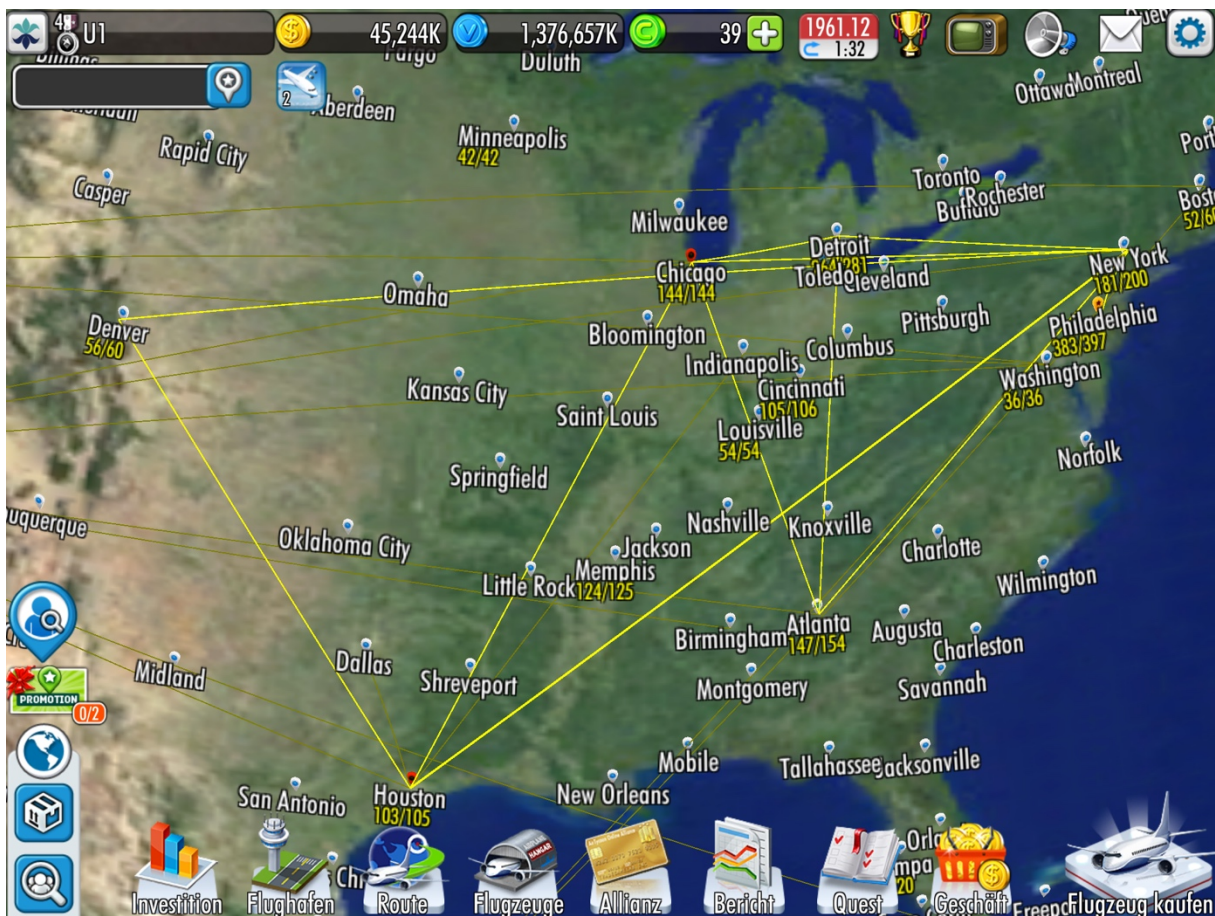 4
U1
45,244K
1,376,657K
39
1961.12
1:32
Fargo
Duluth
2
Aberdeen
Ottawa
Montreal
Minneapolis
42/42
Rapid City
Casper
Toronto
Rochester
Buffalo
Milwaukee
52/60
Detroit
Chicago
144/144
Toledo
Cleveland
New York
181/200
Omaha
Denver
56/60
Bloomington
Pittsburgh
Philadelphia
383/397
Indianapolis
Columbus
Washington
36/36
Kansas City
Cincinnati
105/106
Saint Louis
Louisville
54/54
Norfolk
Springfield
Nashville
Knoxville
Oklahoma City
Jackson
Charlotte
Little Rock
Memphis
124/125
Wilmington
Birmingham
Atlanta
147/154
Augusta
Charleston
Dallas
Midland
Shreveport
Montgomery
Savannah
PROMOTION
0/2
Mobile
Tallahassee
Jacksonville
San Antonio
Houston
103/105
New Orleans
HANGAR
Investition
Flughafen
Route
Flugzeuge
Allianz
Bericht
Quest
Geschäft
Flugzeug kaufen